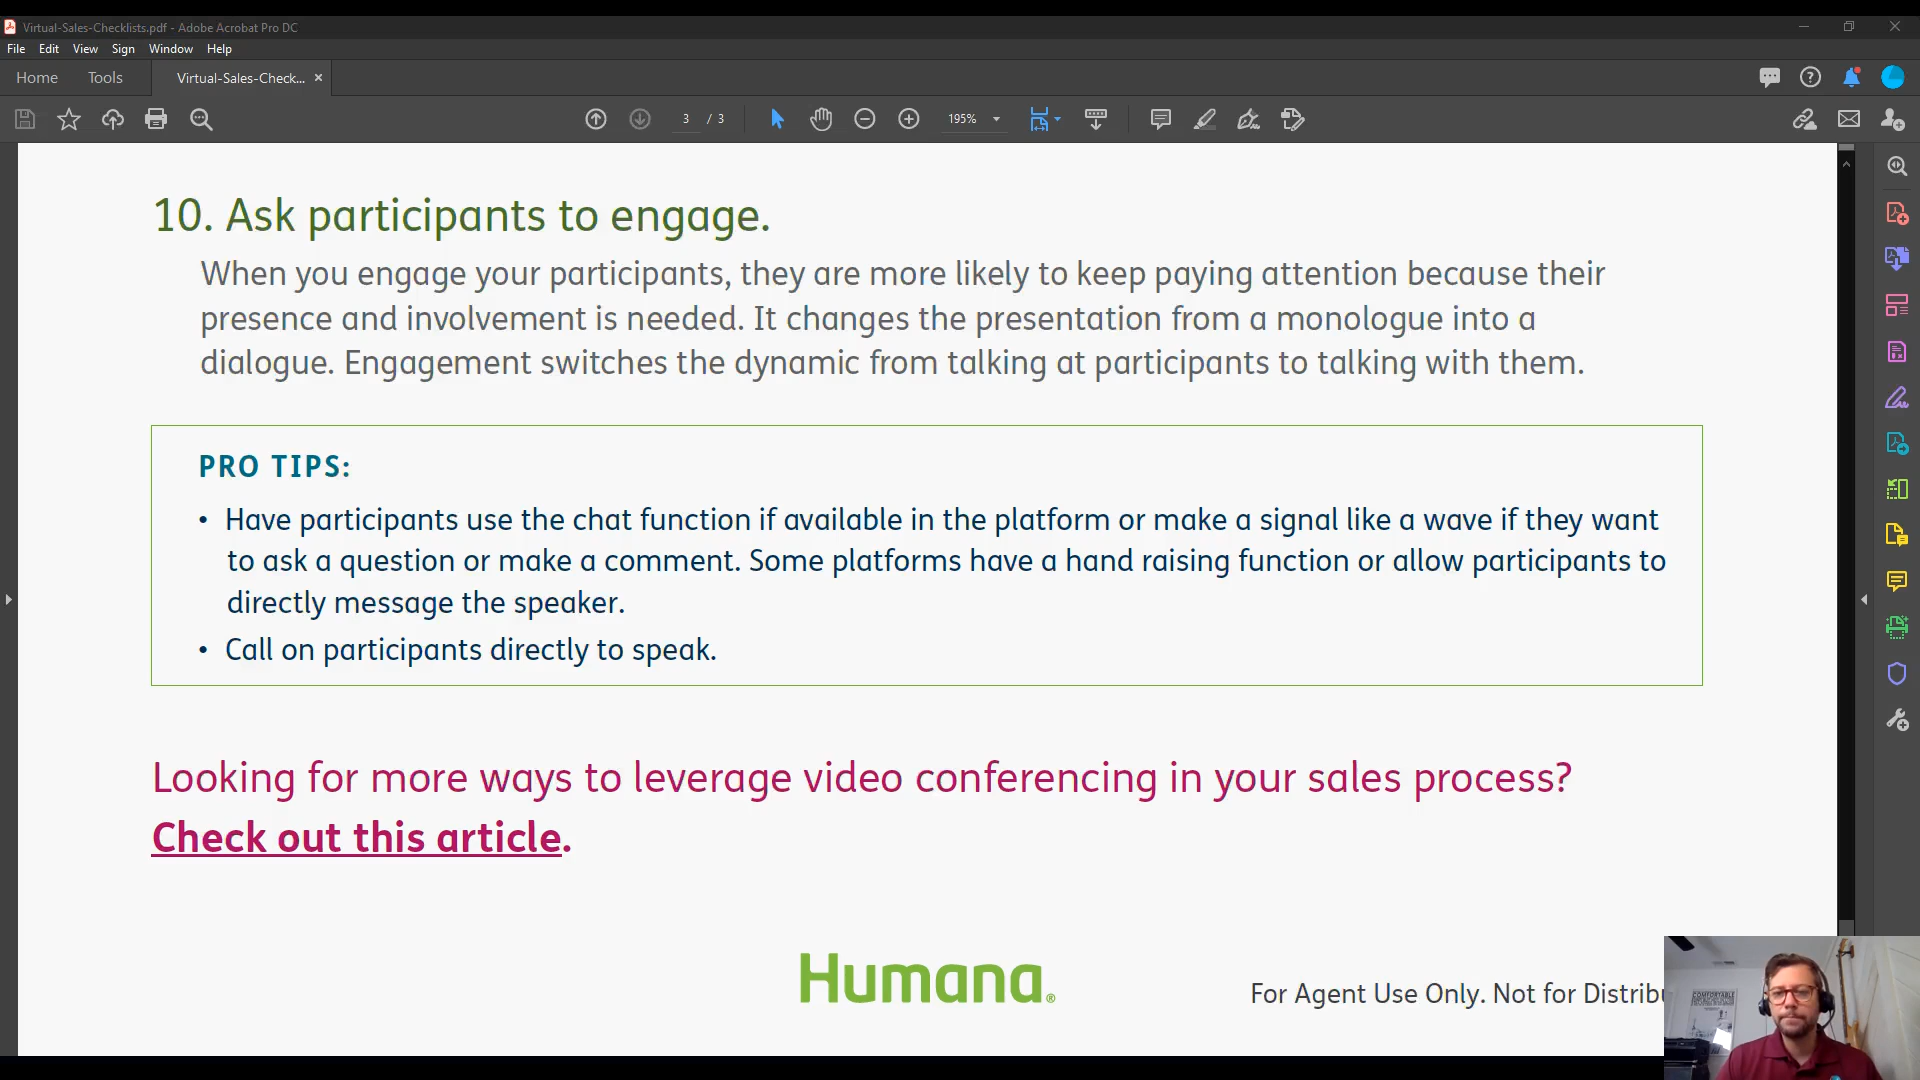 Virtual-Sales-Checklists.pdf - Adobe Acrobat Pro DC
File Edit View Sign Window Help
Home Tools Virtual-Sales-Check... ×
3 / 3 195%
10. Ask participants to engage.
When you engage your participants, they are more likely to keep paying attention because their
presence and involvement is needed. It changes the presentation from a monologue into a
dialogue. Engagement switches the dynamic from talking at participants to talking with them.
PRO TIPS:
• Have participants use the chat function if available in the platform or make a signal like a wave if they want
to ask a question or make a comment. Some platforms have a hand raising function or allow participants to
directly message the speaker.
• Call on participants directly to speak.
Looking for more ways to leverage video conferencing in your sales process?
Check out this article.
Humana®
For Agent Use Only. Not for Distribu
COMFORTABLE